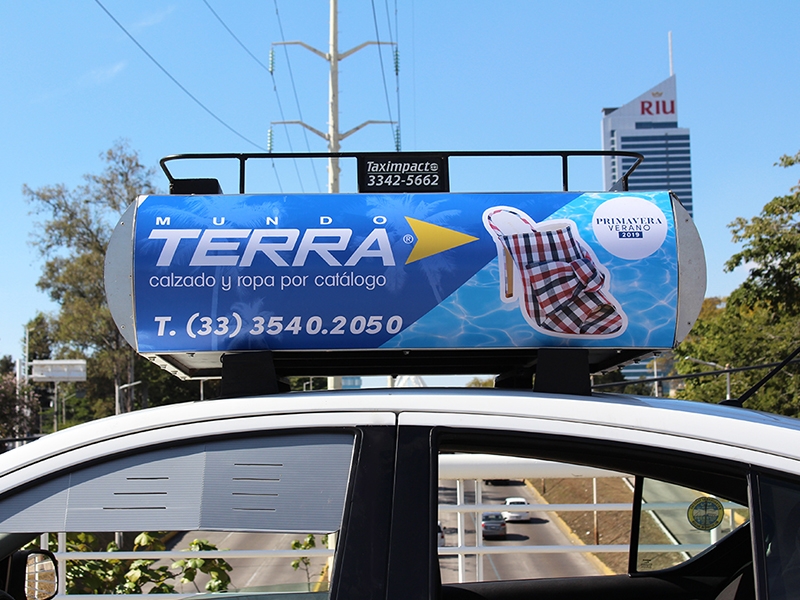 RIU
Taximpacto
3342-5662
MUNDO
TERRA®
calzado y ropa por catálogo
T. (33) 3540.2050
PRIMAVERA
VERANO
2019